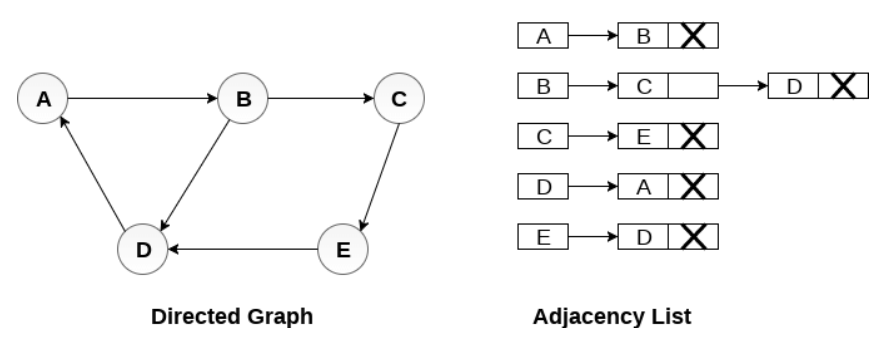 A B C
D E
Directed Graph
A B X
B C D X
C E X
D A X
E D X
Adjacency List